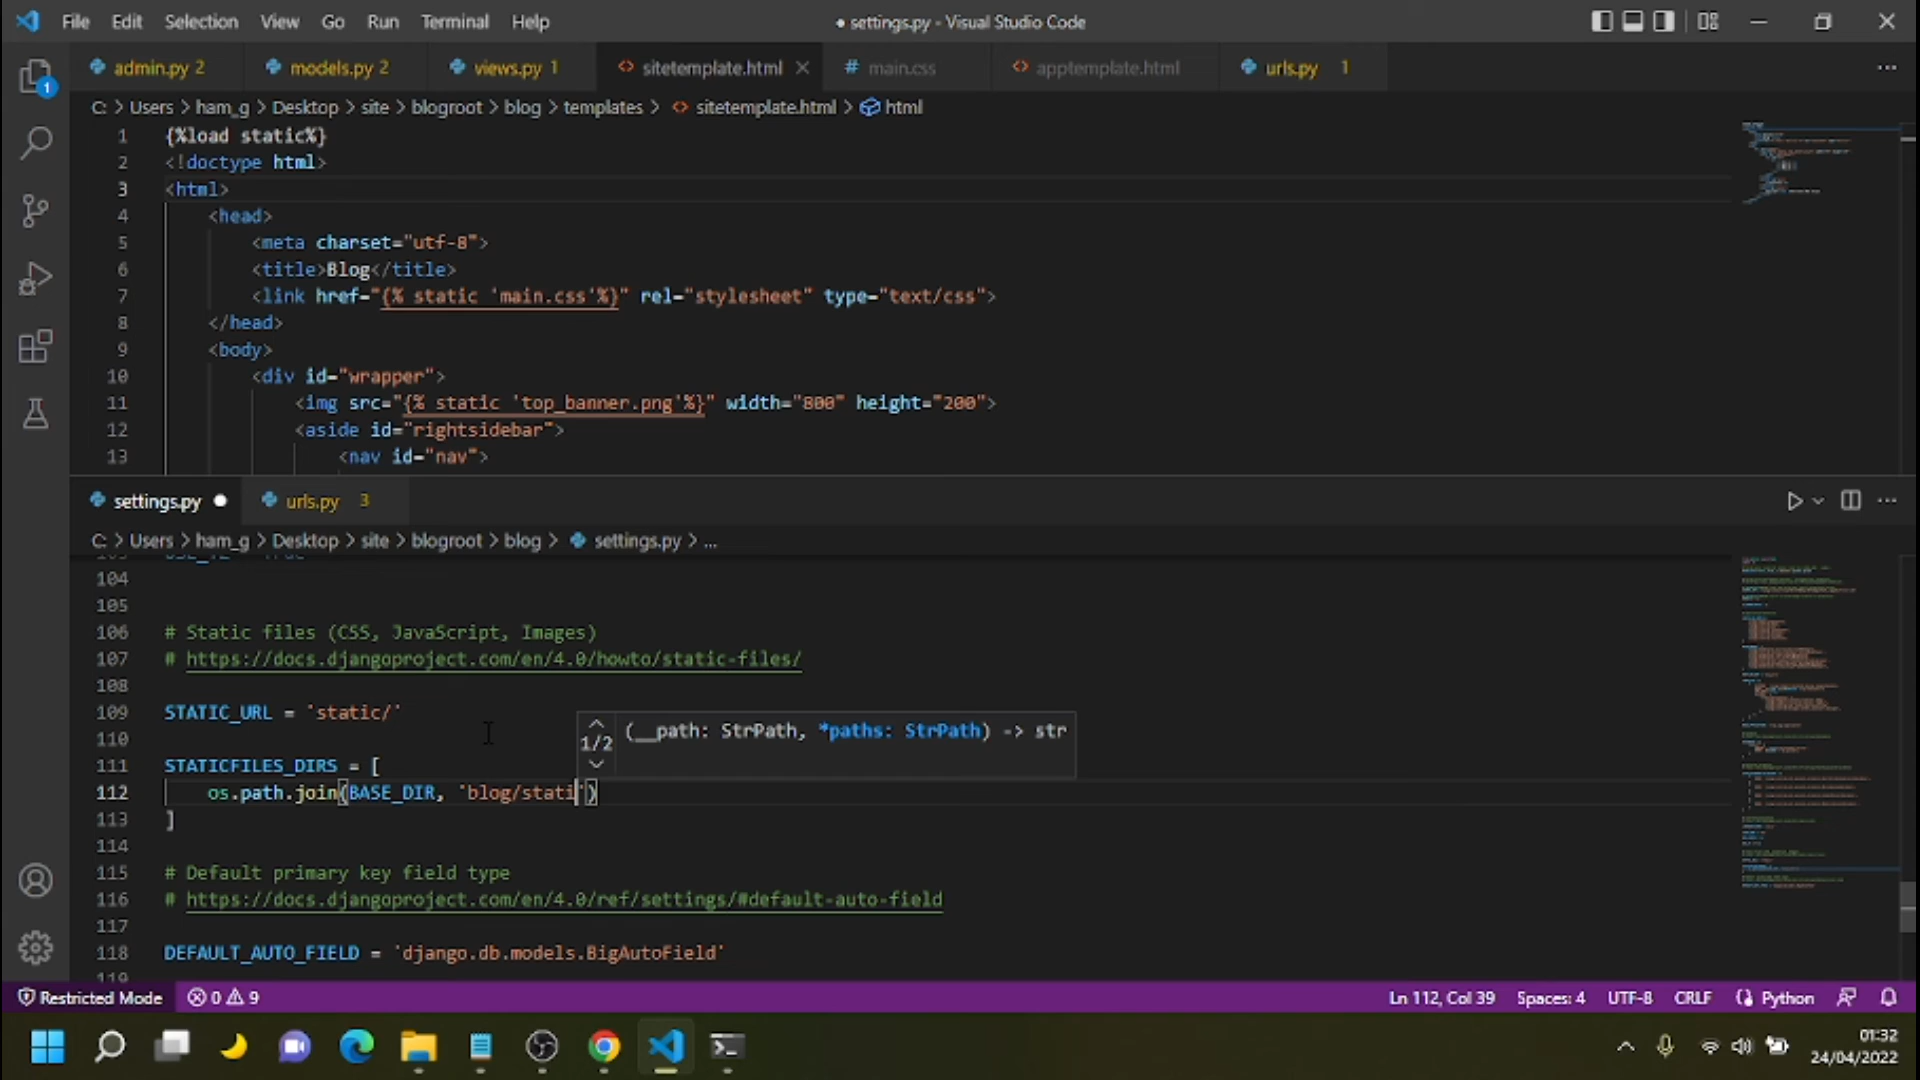 File Edit Selection View Go Run Terminal Help
● settings.py - Visual Studio Code
admin.py 2 models.py 2 views.py 1 sitetemplate.html main.css apptemplate.html urls.py 1
C: > Users > ham_g > Desktop > site > blogroot > blog > templates > sitetemplate.html > html
1 {%load static%}
2 <!doctype html>
3 <html>
4 <head>
5 <meta charset="utf-8">
6 <title>Blog</title>
7 <link href="{% static 'main.css'%}" rel="stylesheet" type="text/css">
8 </head>
9 <body>
10 <div id="wrapper">
11 <img src="{% static 'top_banner.png'%}" width="800" height="200">
12 <aside id="rightsidebar">
13 <nav id="nav">
settings.py ● urls.py 3
C: > Users > ham_g > Desktop > site > blogroot > blog > settings.py > ...
104
105
106 # Static files (CSS, JavaScript, Images)
107 # https://docs.djangoproject.com/en/4.0/howto/static-files/
108
109 STATIC_URL = 'static/'
110
(__path: StrPath, *paths: StrPath) -> str
1/2
111 STATICFILES_DIRS = [
112 os.path.join(BASE_DIR, 'blog/stati')
113 ]
114
115 # Default primary key field type
116 # https://docs.djangoproject.com/en/4.0/ref/settings/#default-auto-field
117
118 DEFAULT_AUTO_FIELD = 'django.db.models.BigAutoField'
119
Restricted Mode 0 9 Ln 112, Col 39 Spaces: 4 UTF-8 CRLF Python
01:32
24/04/2022